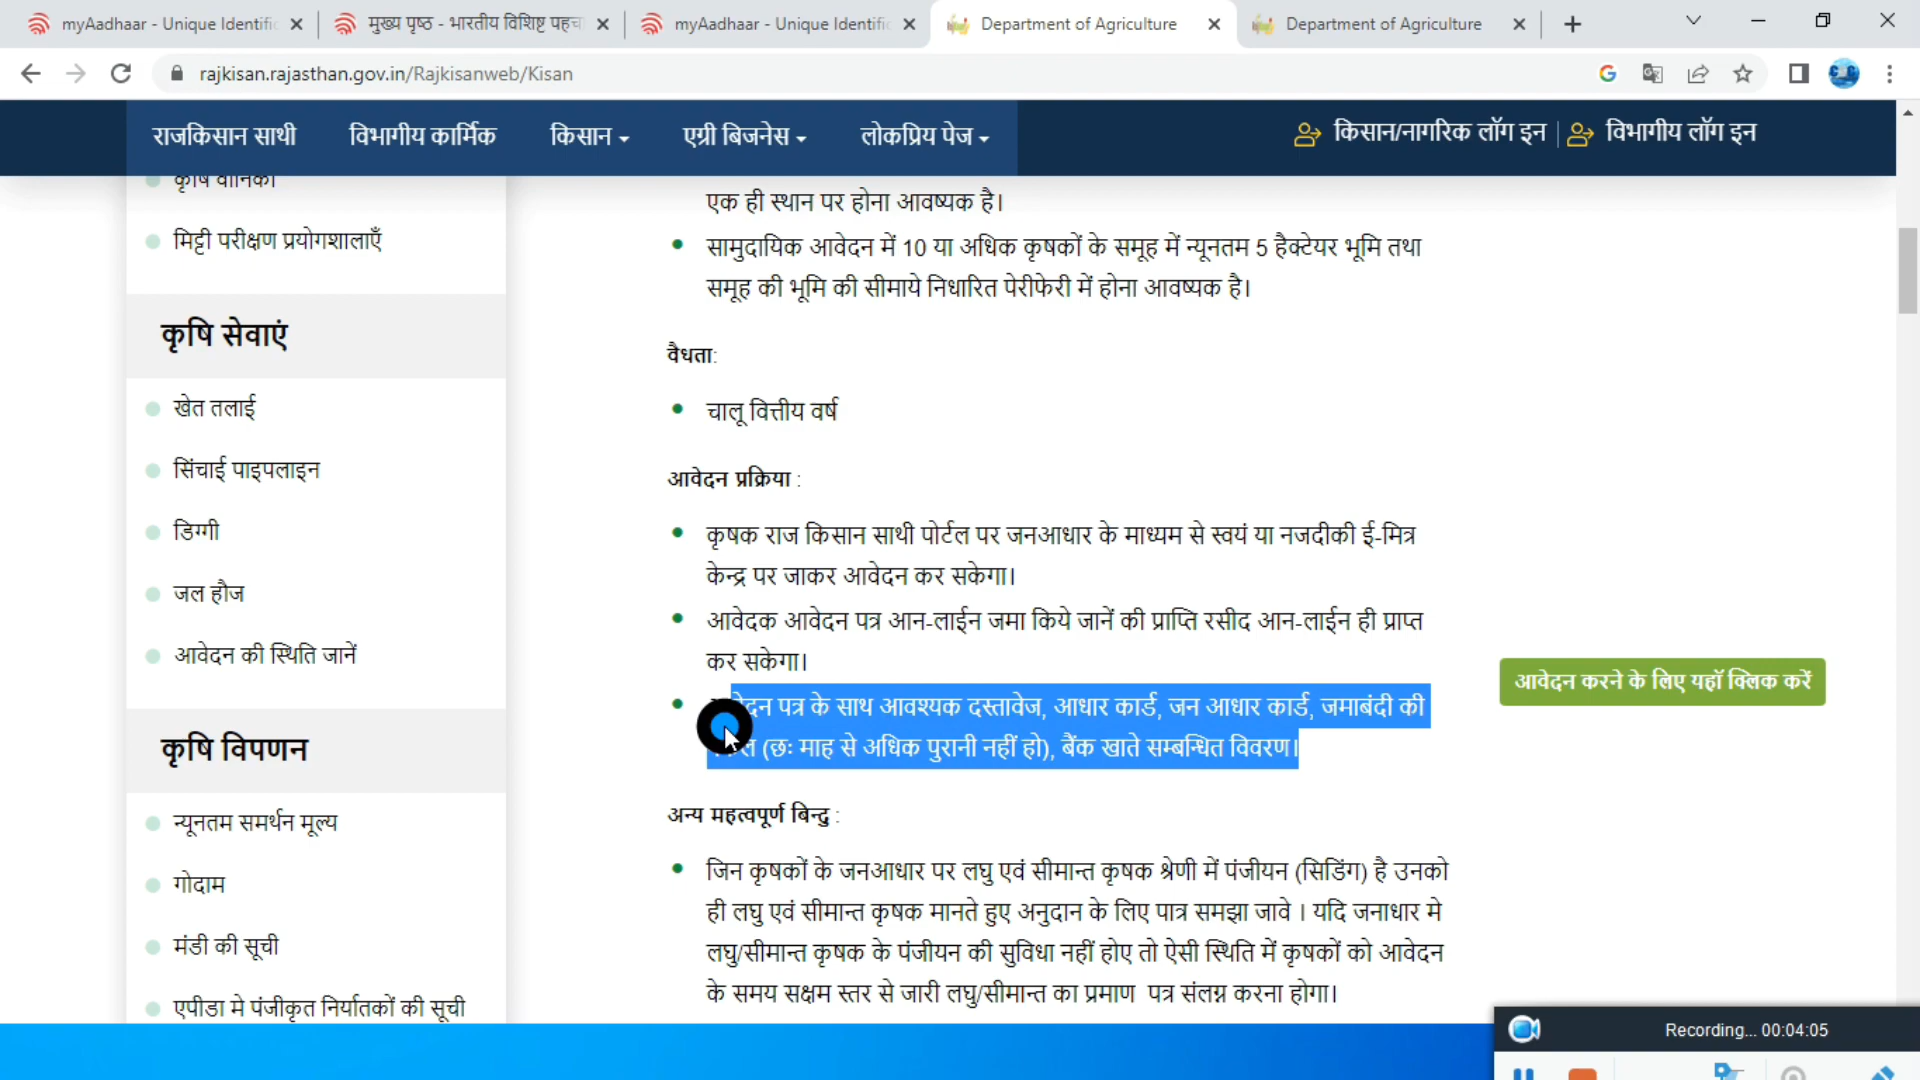 myAadhaar - Unique Identific
मुख्य पृष्ठ - भारतीय विशिष्ट पहचा
myAadhaar - Unique Identific
Department of Agriculture
Department of Agriculture
rajkisan.rajasthan.gov.in/Rajkisanweb/Kisan
राजकिसान साथी
विभागीय कार्मिक
किसान
एग्री बिजनेस
लोकप्रिय पेज
किसान/नागरिक लॉग इन
विभागीय लॉग इन
मिट्टी परीक्षण प्रयोगशालाएँ
कृषि सेवाएं
खेत तलाई
सिंचाई पाइपलाइन
डिग्गी
जल हौज
आवेदन की स्थिति जानें
कृषि विपणन
न्यूनतम समर्थन मूल्य
गोदाम
मंडी की सूची
एपीडा मे पंजीकृत निर्यातकों की सूची
एक ही स्थान पर होना आवष्यक है।
सामुदायिक आवेदन में 10 या अधिक कृषकों के समूह में न्यूनतम 5 हैक्टेयर भूमि तथा
समूह की भूमि की सीमाये निधारित पेरीफेरी में होना आवष्यक है।
वैधता:
चालू वित्तीय वर्ष
आवेदन प्रक्रिया :
कृषक राज किसान साथी पोर्टल पर जनआधार के माध्यम से स्वयं या नजदीकी ई-मित्र
केन्द्र पर जाकर आवेदन कर सकेगा।
आवेदक आवेदन पत्र आन-लाईन जमा किये जानें की प्राप्ति रसीद आन-लाईन ही प्राप्त
कर सकेगा।
पत्र के साथ आवश्यक दस्तावेज, आधार कार्ड, जन आधार कार्ड, जमाबंदी की
(छः माह से अधिक पुरानी नहीं हो), बैंक खाते सम्बन्धित विवरण।
आवेदन करने के लिए यहाॅ क्लिक करें
अन्य महत्वपूर्ण बिन्दु :
जिन कृषकों के जनआधार पर लघु एवं सीमान्त कृषक श्रेणी में पंजीयन (सिडिंग) है उनको
ही लघु एवं सीमान्त कृषक मानते हुए अनुदान के लिए पात्र समझा जावे । यदि जनाधार मे
लघु/सीमान्त कृषक के पंजीयन की सुविधा नहीं होए तो ऐसी स्थिति में कृषकों को आवेदन
के समय सक्षम स्तर से जारी लघु/सीमान्त का प्रमाण पत्र संलग्न करना होगा।
Recording... 00:04:05